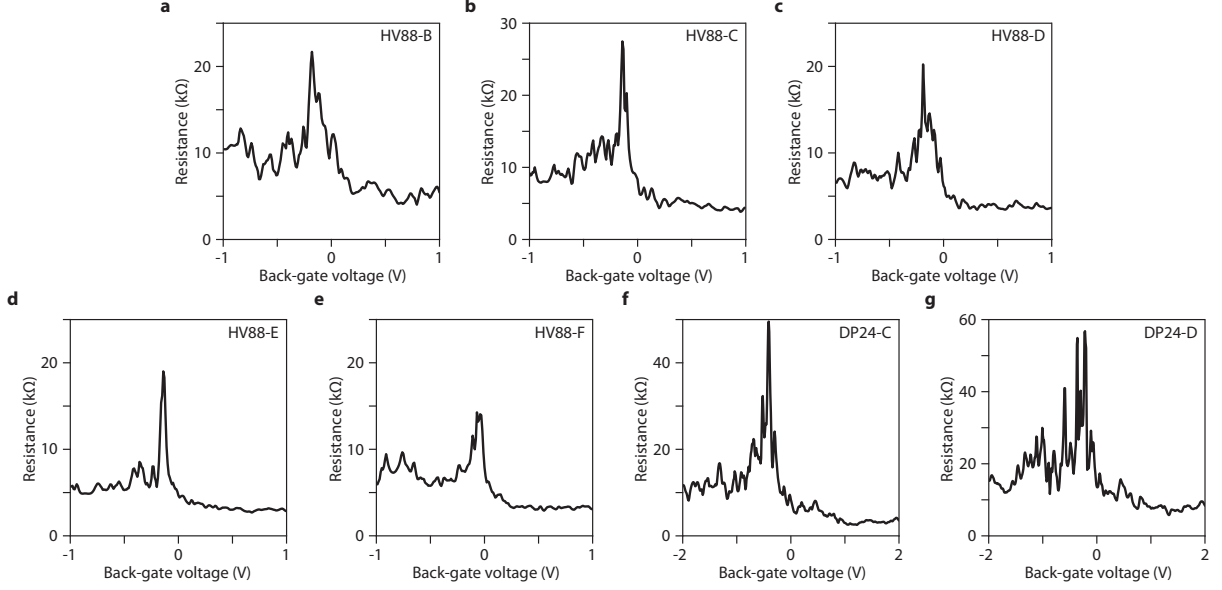 a
HV88-B
Resistance (kΩ)
20
10
0
-1
0
1
Back-gate voltage (V)
b
HV88-C
Resistance (kΩ)
30
20
10
0
-1
0
1
Back-gate voltage (V)
c
HV88-D
Resistance (kΩ)
20
10
0
-1
0
1
Back-gate voltage (V)
d
HV88-E
Resistance (kΩ)
20
10
0
-1
0
1
Back-gate voltage (V)
e
HV88-F
Resistance (kΩ)
20
10
0
-1
0
1
Back-gate voltage (V)
f
DP24-C
Resistance (kΩ)
40
20
0
-2
0
2
Back-gate voltage (V)
g
DP24-D
Resistance (kΩ)
60
40
20
0
-2
0
2
Back-gate voltage (V)